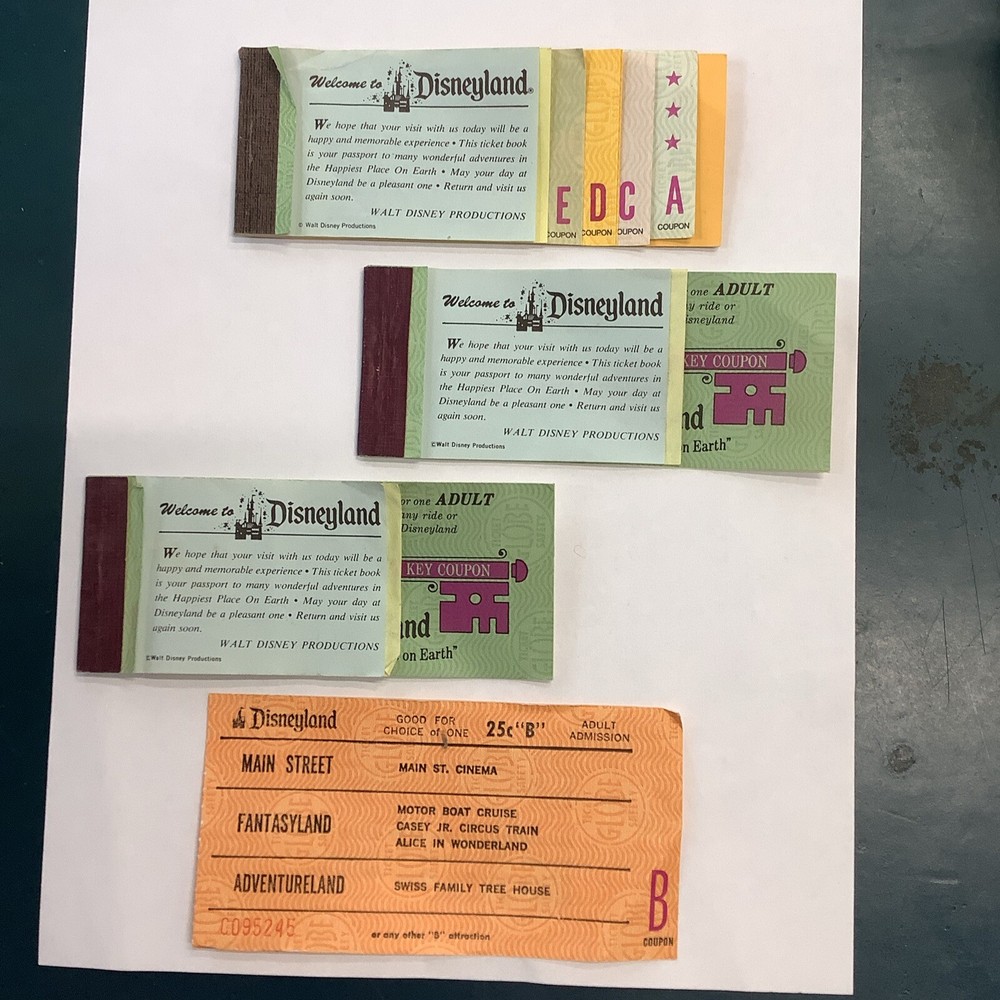 Welcome to Disneyland®
We hope that your visit with us today will be a
happy and memorable experience • This ticket book
is your passport to many wonderful adventures in
the Happiest Place On Earth • May your day at
Disneyland be a pleasant one • Return and visit us
again soon.
WALT DISNEY PRODUCTIONS
© Walt Disney Productions
E D C A
COUPON COUPON COUPON COUPON
Welcome to Disneyland
We hope that your visit with us today will be a
happy and memorable experience • This ticket book
is your passport to many wonderful adventures in
the Happiest Place On Earth • May your day at
Disneyland be a pleasant one • Return and visit us
again soon.
WALT DISNEY PRODUCTIONS
©Walt Disney Productions
one ADULT
y ride or
isneyland
KEY COUPON
nd
n Earth"
Welcome to Disneyland
We hope that your visit with us today will be a
happy and memorable experience • This ticket book
is your passport to many wonderful adventures in
the Happiest Place On Earth • May your day at
Disneyland be a pleasant one • Return and visit us
again soon.
WALT DISNEY PRODUCTIONS
©Walt Disney Productions
or one ADULT
any ride or
Disneyland
KEY COUPON
nd
on Earth"
Disneyland GOOD FOR CHOICE of ONE 25c "B" ADULT ADMISSION
MAIN STREET MAIN ST. CINEMA
FANTASYLAND MOTOR BOAT CRUISE
CASEY JR. CIRCUS TRAIN
ALICE IN WONDERLAND
ADVENTURELAND SWISS FAMILY TREE HOUSE
C095245
or any other "B" attraction
B
COUPON